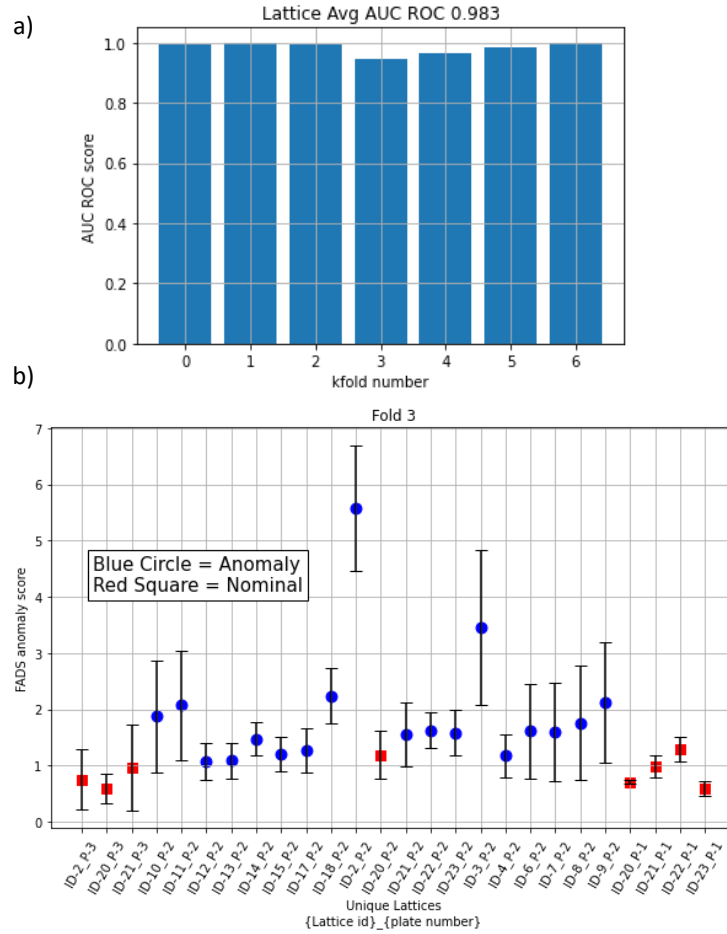 a)
Lattice Avg AUC ROC 0.983
1.0
0.8
0.6
0.4
0.2
0.0
AUC ROC score
0 1 2 3 4 5 6
kfold number
b)
Fold 3
7
6
5
4
3
2
1
0
FADS anomaly score
Blue Circle = Anomaly
Red Square = Nominal
ID-2_P-3
ID-20_P-3
ID-21_P-3
ID-10_P-2
ID-11_P-2
ID-12_P-2
ID-13_P-2
ID-14_P-2
ID-15_P-2
ID-17_P-2
ID-18_P-2
ID-2_P-2
ID-20_P-2
ID-21_P-2
ID-22_P-2
ID-23_P-2
ID-3_P-2
ID-4_P-2
ID-6_P-2
ID-7_P-2
ID-8_P-2
ID-9_P-2
ID-20_P-1
ID-21_P-1
ID-22_P-1
ID-23_P-1
Unique Lattices
{Lattice id}_{plate number}